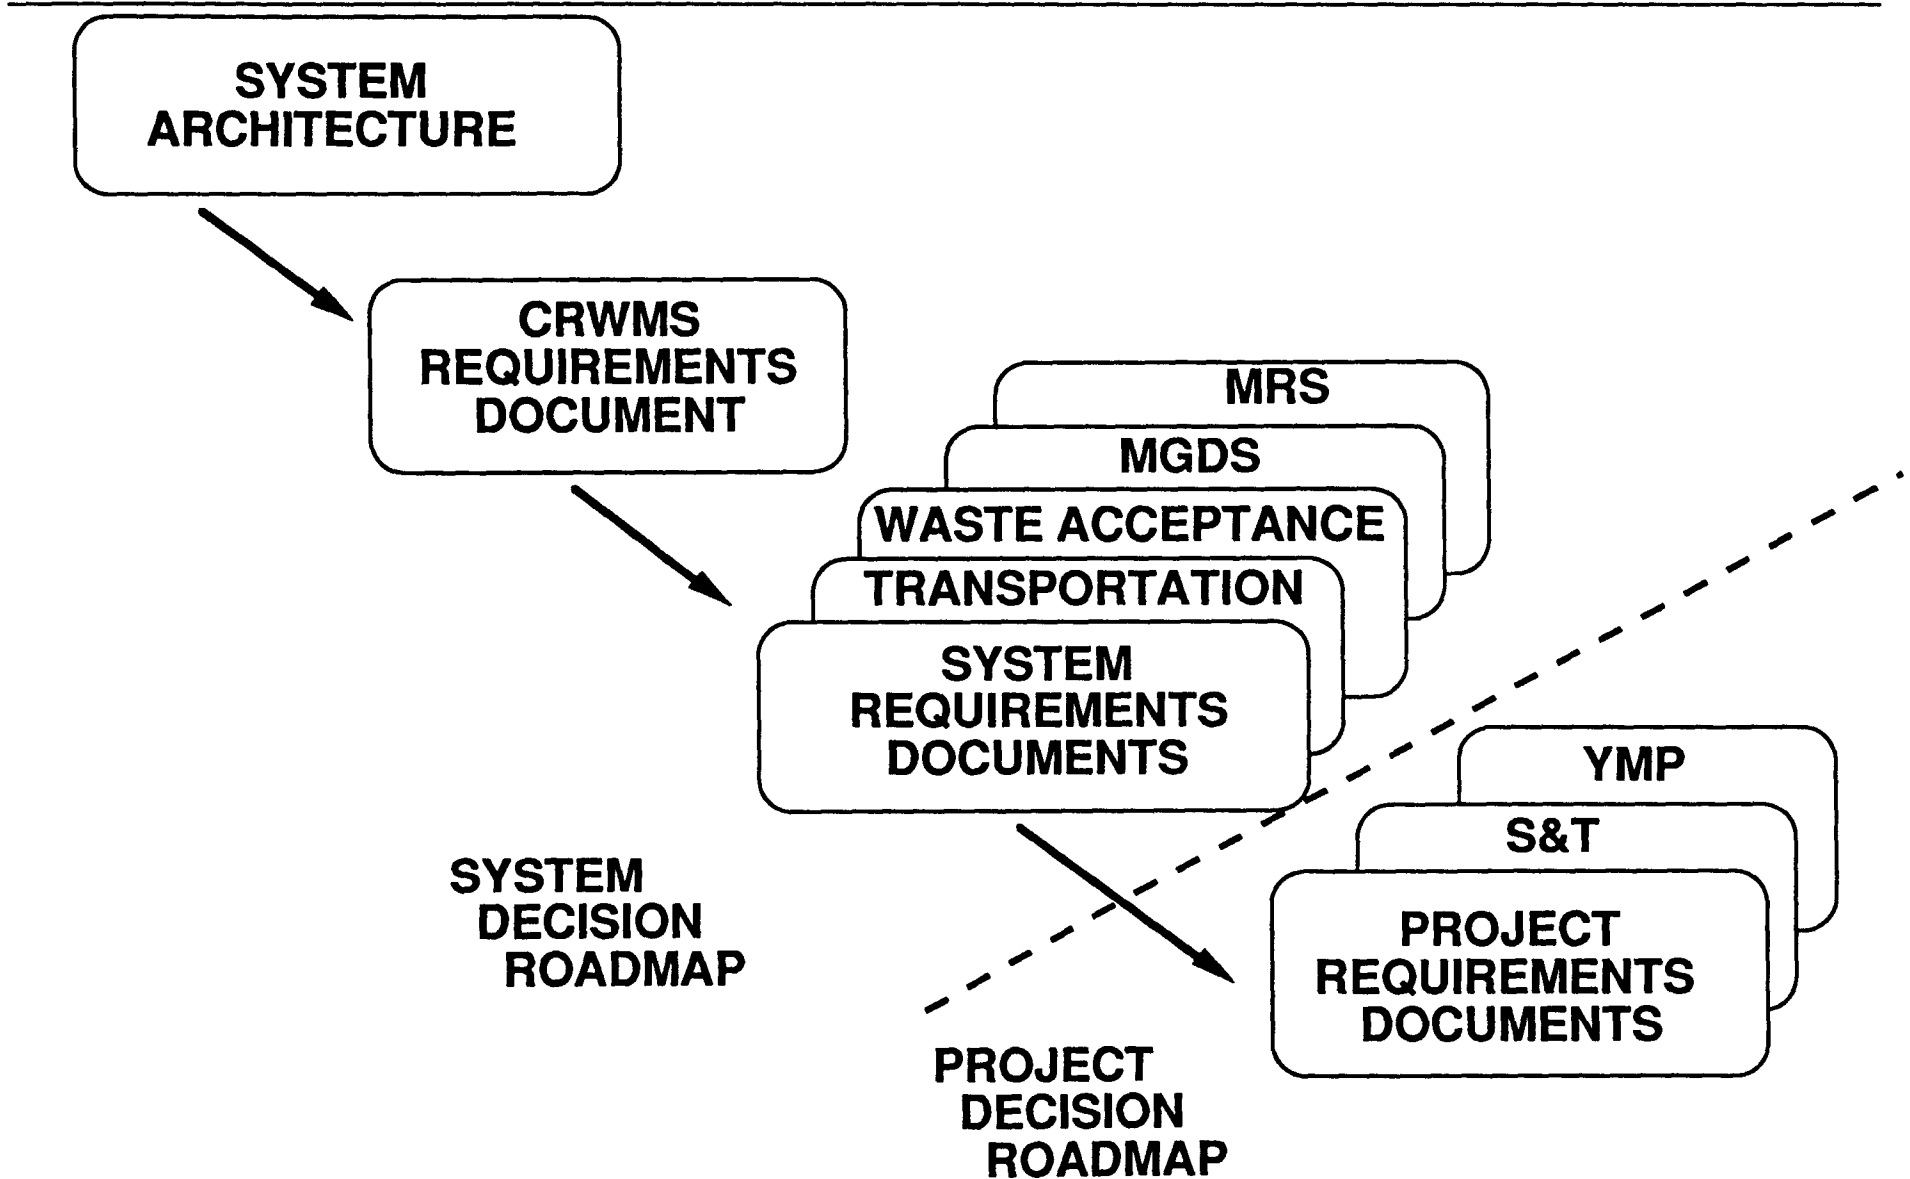 SYSTEM
ARCHITECTURE
CRWMS
REQUIREMENTS
DOCUMENT
MRS
MGDS
WASTE ACCEPTANCE
TRANSPORTATION
SYSTEM
REQUIREMENTS
DOCUMENTS
YMP
S&T
PROJECT
REQUIREMENTS
DOCUMENTS
SYSTEM
DECISION
ROADMAP
PROJECT
DECISION
ROADMAP